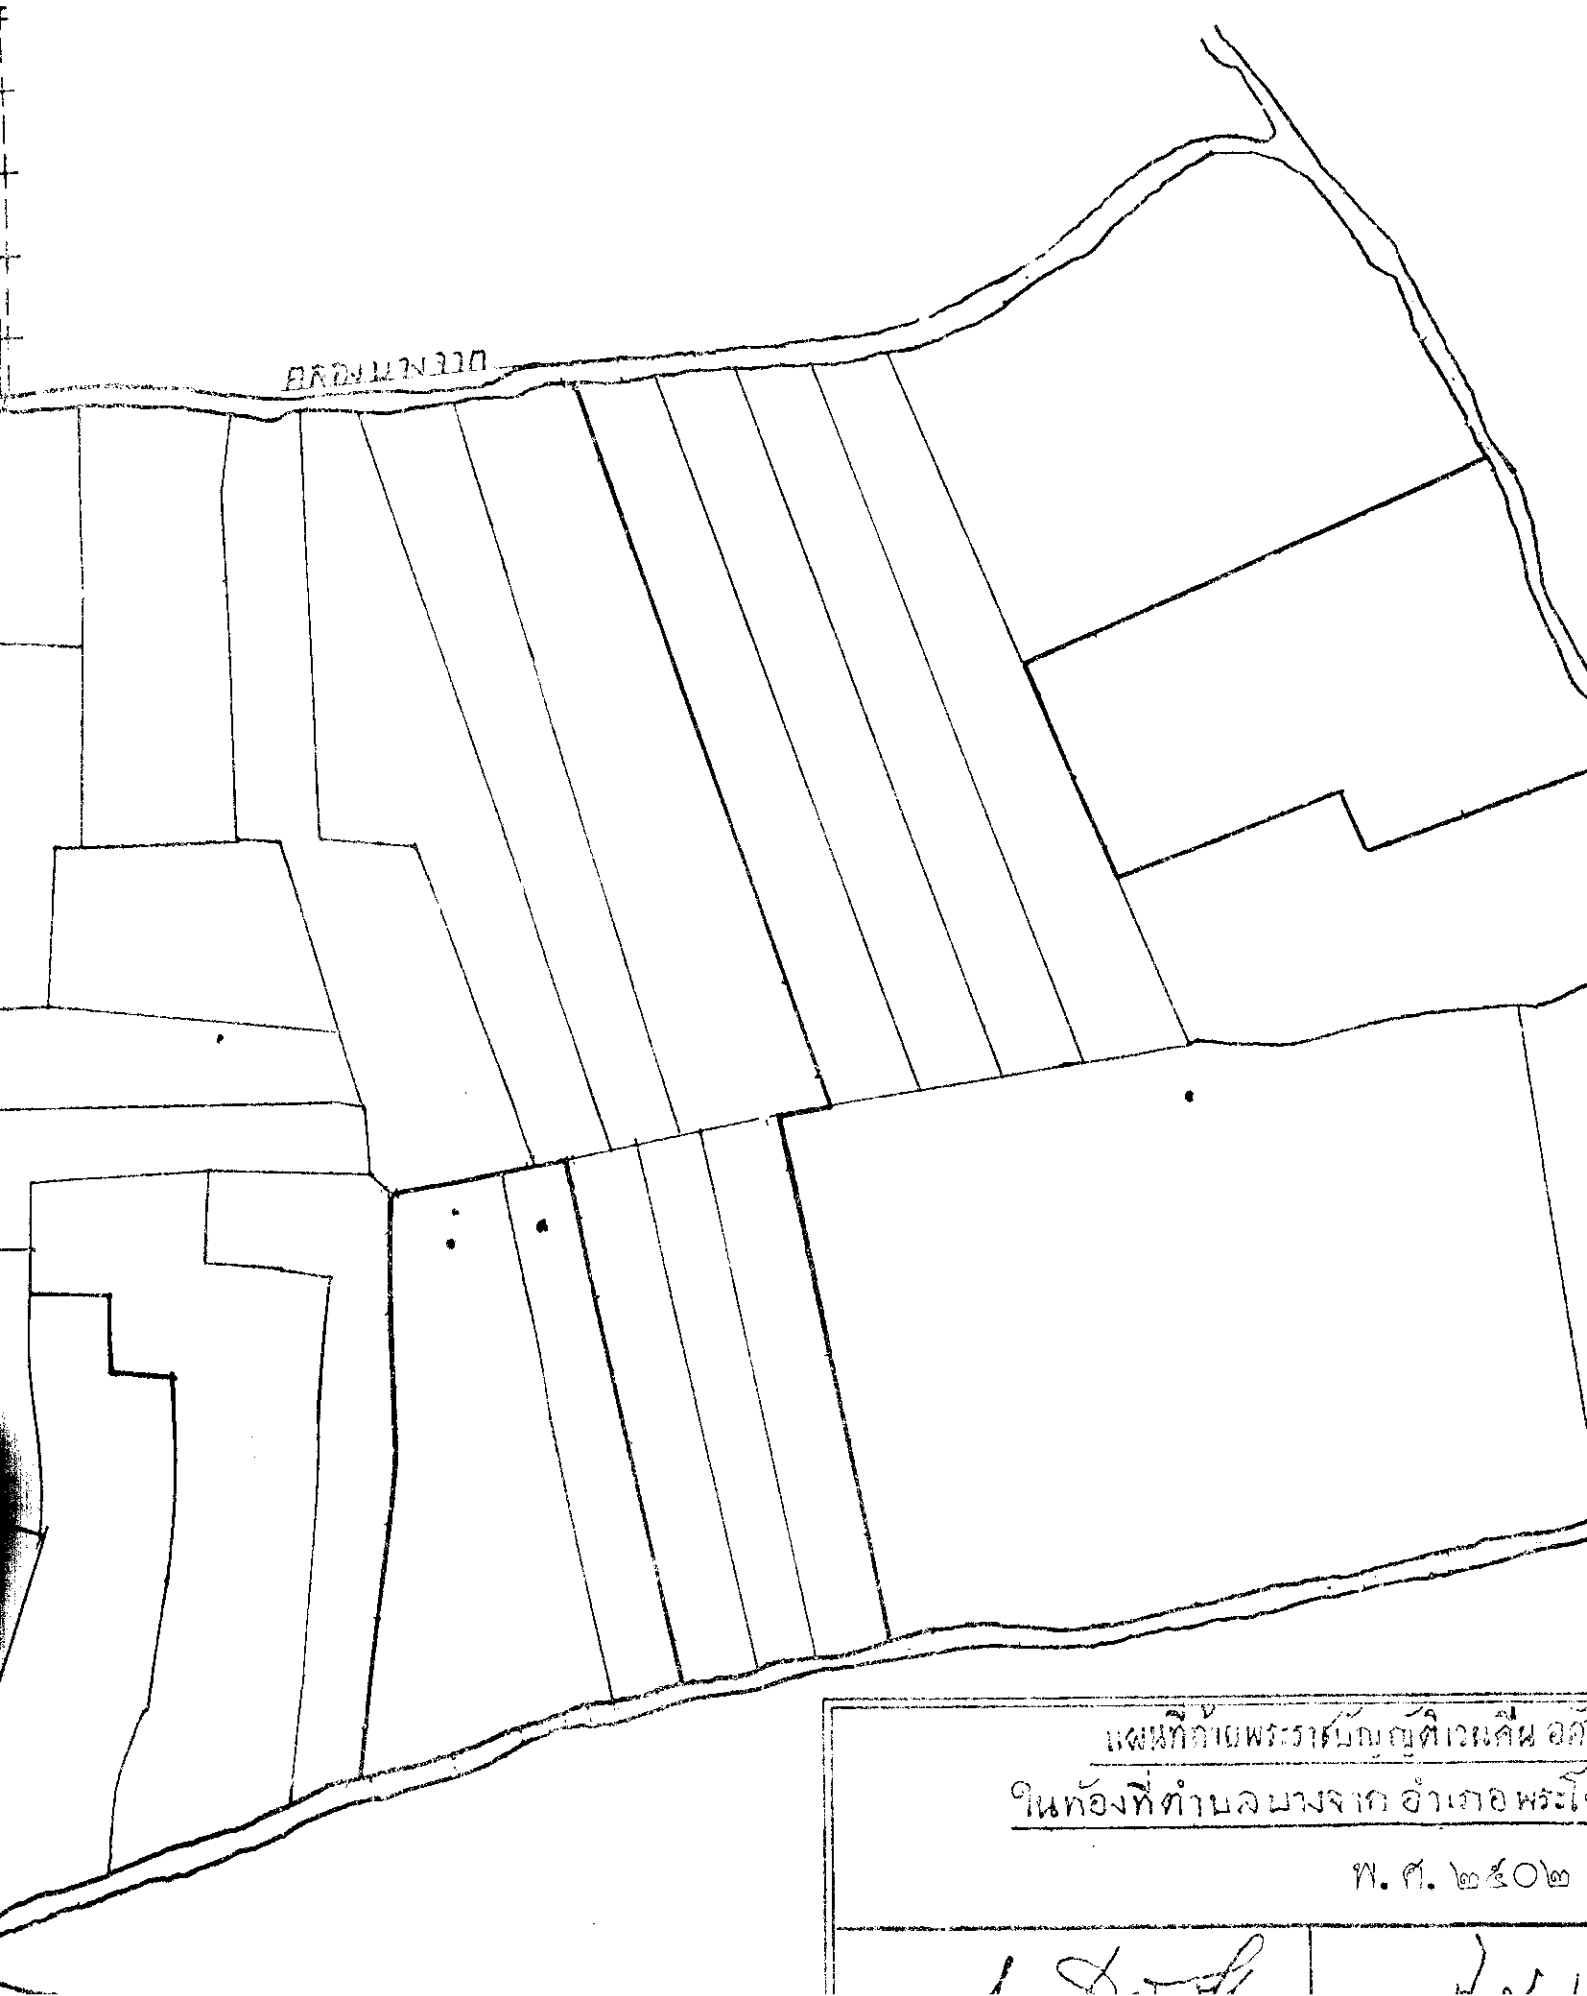 คลองบางจาก
แผนที่ท้ายพระราชบัญญัติเวนคืน
ในท้องที่ตำบลบางจาก อำเภอพระโ
พ.ศ. ๒๕๐๒